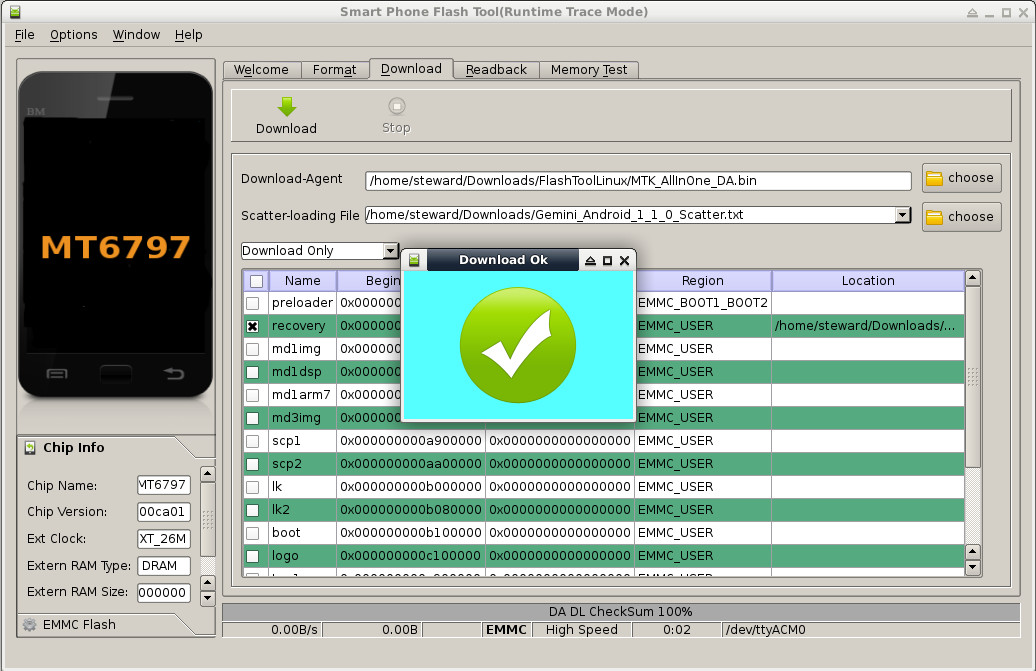 Smart Phone Flash Tool(Runtime Trace Mode)
File Options Window Help
Welcome Format Download Readback Memory Test
BM
MT6797
Download Stop
Download-Agent /home/steward/Downloads/FlashToolLinux/MTK_AllInOne_DA.bin choose
Scatter-loading File /home/steward/Downloads/Gemini_Android_1_1_0_Scatter.txt choose
Download Only
Download Ok
Name Begin Region Location
preloader 0x000000 EMMC_BOOT1_BOOT2
recovery 0x000000 EMMC_USER /home/steward/Downloads/...
md1img 0x000000 EMMC_USER
md1dsp 0x000000 EMMC_USER
md1arm7 0x000000 EMMC_USER
md3img 0x000000 EMMC_USER
scp1 0x000000000a900000 0x0000000000000000 EMMC_USER
scp2 0x000000000aa00000 0x0000000000000000 EMMC_USER
lk 0x000000000b000000 0x0000000000000000 EMMC_USER
lk2 0x000000000b080000 0x0000000000000000 EMMC_USER
boot 0x000000000b100000 0x0000000000000000 EMMC_USER
logo 0x000000000c100000 0x0000000000000000 EMMC_USER
Chip Info
Chip Name: MT6797
Chip Version: 00ca01
Ext Clock: XT_26M
Extern RAM Type: DRAM
Extern RAM Size: 000000
EMMC Flash
DA DL CheckSum 100%
0.00B/s 0.00B EMMC High Speed 0:02 /dev/ttyACM0